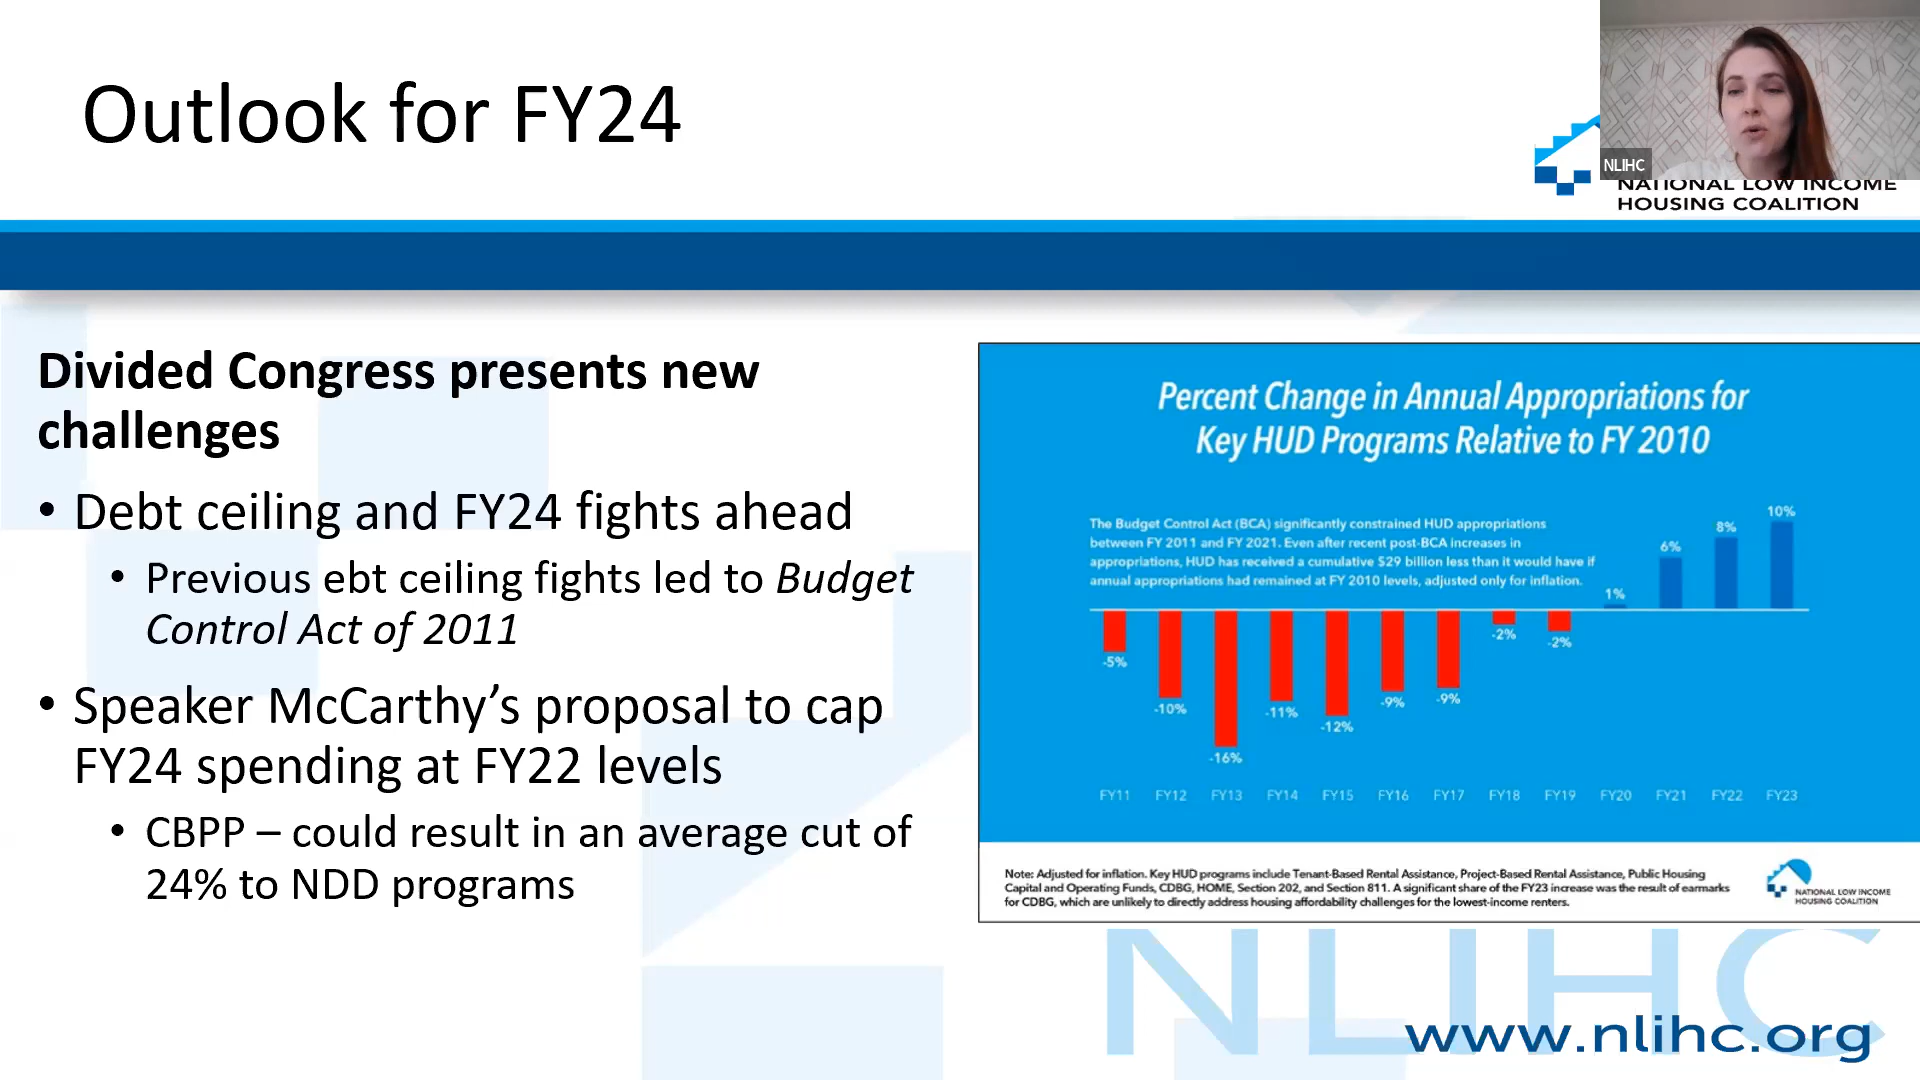 Outlook for FY24
NLIHC
NATIONAL LOW INCOME
HOUSING COALITION
Divided Congress presents new
challenges
• Debt ceiling and FY24 fights ahead
• Previous ebt ceiling fights led to Budget
Control Act of 2011
• Speaker McCarthy’s proposal to cap
FY24 spending at FY22 levels
• CBPP – could result in an average cut of
24% to NDD programs
Percent Change in Annual Appropriations for
Key HUD Programs Relative to FY 2010
The Budget Control Act (BCA) significantly constrained HUD appropriations
between FY 2011 and FY 2021. Even after recent post-BCA increases in
appropriations, HUD has received a cumulative $29 billion less than it would have if
annual appropriations had remained at FY 2010 levels, adjusted only for inflation.
-5% -10% -16% -11% -12% -9% -9% -2% -2% 1% 6% 8% 10%
FY11 FY12 FY13 FY14 FY15 FY16 FY17 FY18 FY19 FY20 FY21 FY22 FY23
Note: Adjusted for inflation. Key HUD programs include Tenant-Based Rental Assistance, Project-Based Rental Assistance, Public Housing
Capital and Operating Funds, CDBG, HOME, Section 202, and Section 811. A significant share of the FY23 increase was the result of earmarks
for CDBG, which are unlikely to directly address housing affordability challenges for the lowest-income renters.
NATIONAL LOW INCOME
HOUSING COALITION
NLIHC
www.nlihc.org